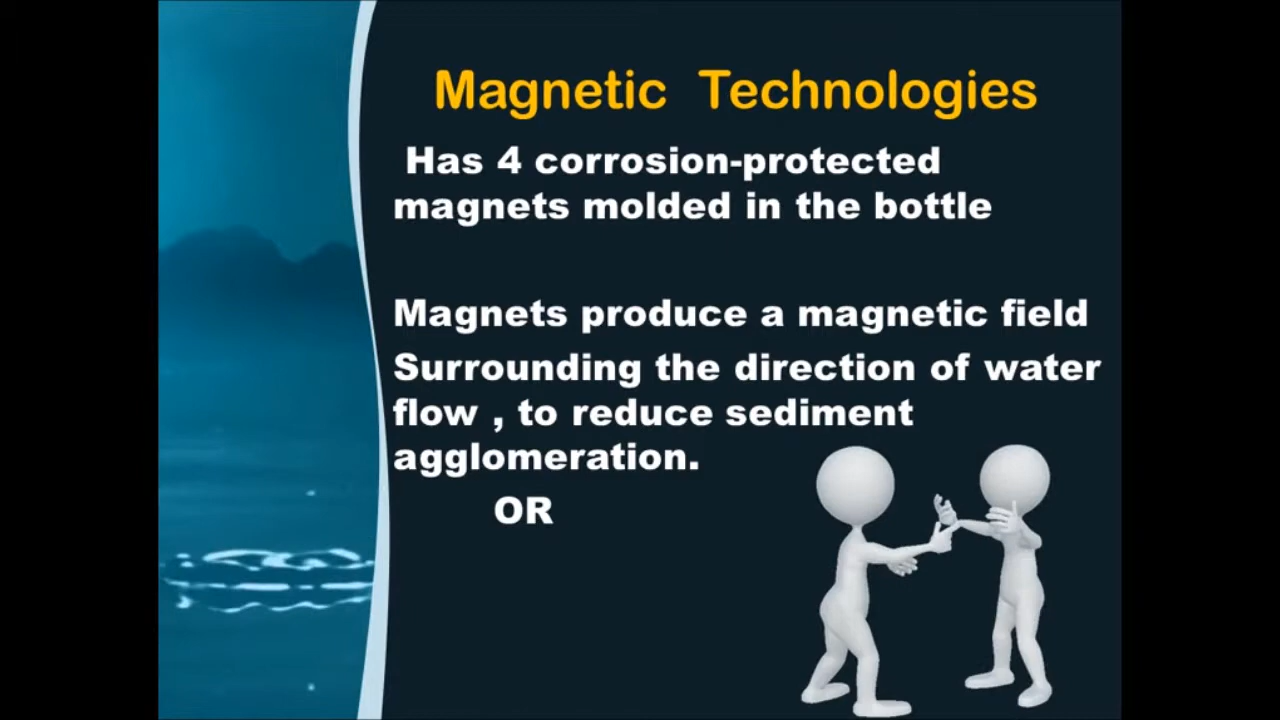 Magnetic Technologies
Has 4 corrosion-protected
magnets molded in the bottle
Magnets produce a magnetic field
Surrounding the direction of water
flow , to reduce sediment
agglomeration.
OR